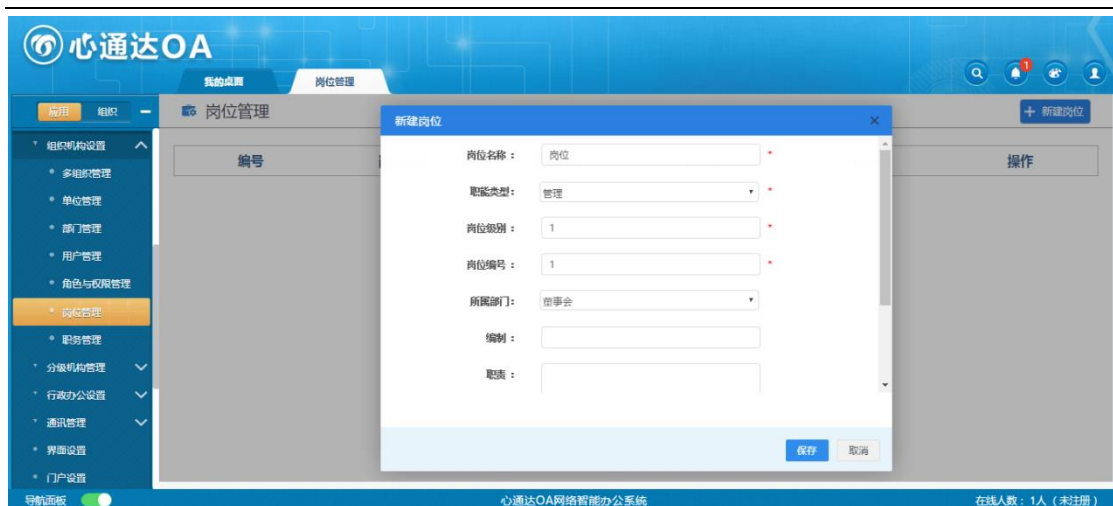 心通达OA
我的桌面
岗位管理
1
应用
组织
岗位管理
+ 新建岗位
组织机构设置
多组织管理
单位管理
部门管理
用户管理
角色与权限管理
岗位管理
职务管理
分级机构管理
行政办公设置
通讯管理
界面设置
门户设置
编号
操作
新建岗位
×
岗位名称： 岗位 *
职能类型： 管理 *
岗位级别： 1 *
岗位编号： 1 *
所属部门： 董事会
编制：
职责：
保存
取消
导航面板
心通达OA网络智能办公系统
在线人数：1人（未注册）